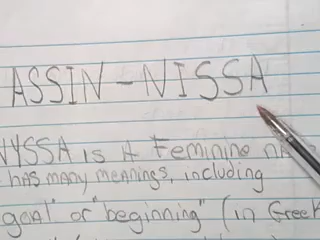 ASSIN-NISSA
NYSSA is A Feminine
HAS MANY MEANINGS, including
"goal" or "beginning" (in Greek